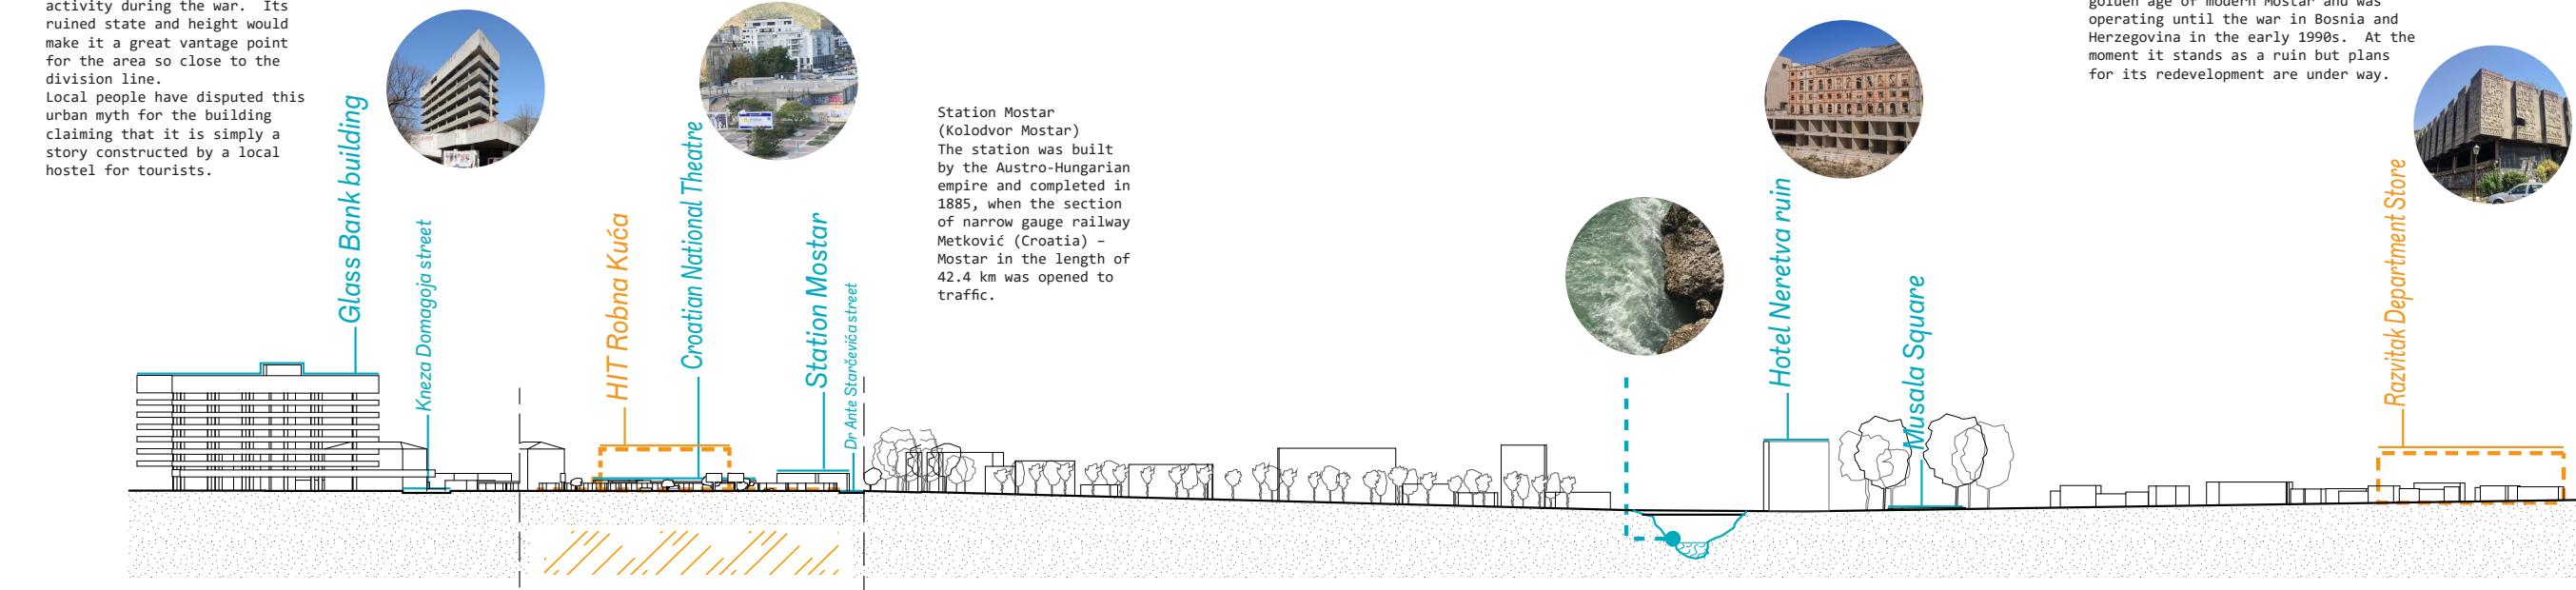 activity during the war.  Its
ruined state and height would
make it a great vantage point
for the area so close to the
division line.
Local people have disputed this
urban myth for the building
claiming that it is simply a
story constructed by a local
hostel for tourists.
Glass Bank building
Kneza Domagoja street
HIT Robna Kuća
Croatian National Theatre
Station Mostar
Dr Ante Starčevića street
Station Mostar
(Kolodvor Mostar)
The station was built
by the Austro-Hungarian
empire and completed in
1885, when the section
of narrow gauge railway
Metković (Croatia) –
Mostar in the length of
42.4 km was opened to
traffic.
Hotel Neretva ruin
Musala Square
golden age of modern Mostar and was
operating until the war in Bosnia and
Herzegovina in the early 1990s.  At the
moment it stands as a ruin but plans
for its redevelopment are under way.
Razvitak Department Store